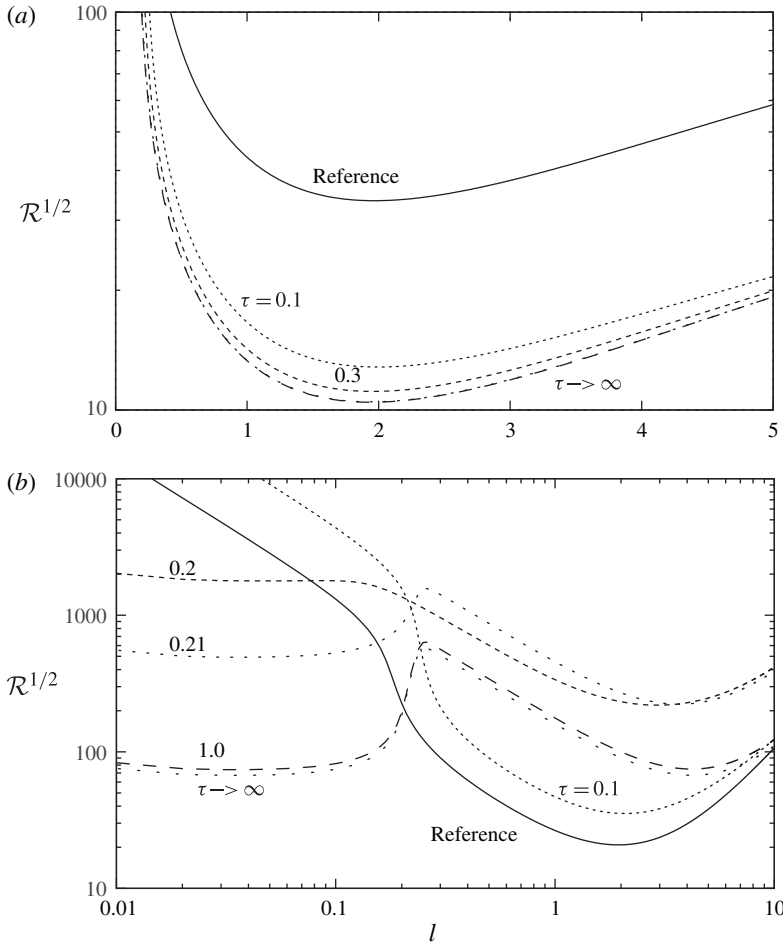 (a)
100
Reference
ℛ^{1/2}
τ = 0.1
0.3
τ −> ∞
10
0 1 2 3 4 5
(b)
10000
0.2
1000
0.21
ℛ^{1/2}
1.0
100
τ −> ∞
τ = 0.1
Reference
10
0.01 0.1 1 10
l